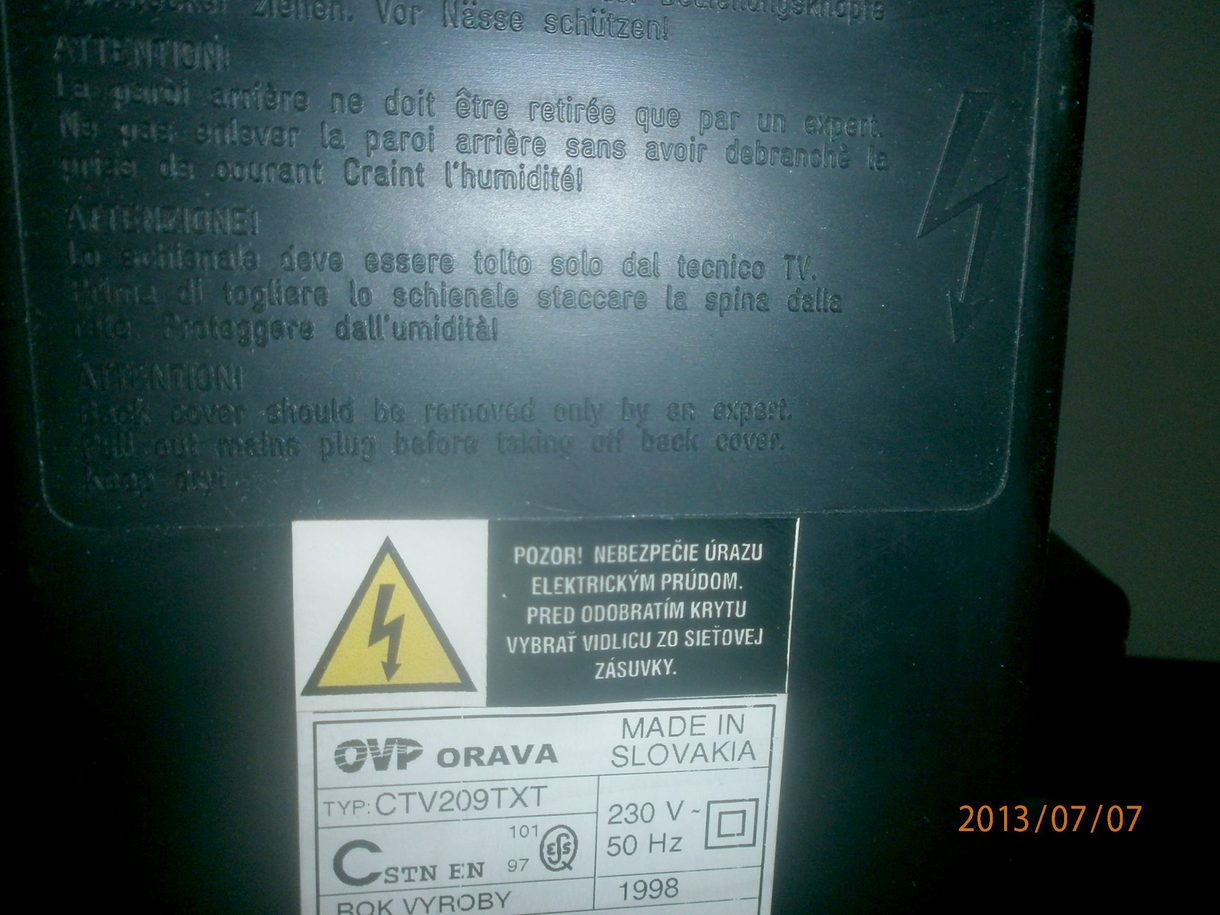 ziehen. Vor Nässe schützen!
Bedienungsknöpfe
ATTENTION!
La paroi arrière ne doit être retirée que par un expert.
Ne pas enlever la paroi arrière sans avoir debranchè la
prise de courant Craint l'humidité!
ATTENZIONE!
Lo schienale deve essere tolto solo dal tecnico TV.
Prima di togliere lo schienale staccare la spina dalla
rete. Proteggere dall'umidità!
ATTENTION!
Back cover should be removed only by an expert.
Pull out mains plug before taking off back cover.
Keep dry!
POZOR! NEBEZPEČIE ÚRAZU
ELEKTRICKÝM PRÚDOM.
PRED ODOBRATÍM KRYTU
VYBRAŤ VIDLICU ZO SIEŤOVEJ
ZÁSUVKY.
OVP ORAVA
MADE IN
SLOVAKIA
TYP: CTV209TXT
230 V ~
50 Hz
C STN EN
101
97
EŠS
ROK VYROBY
1998
2013/07/07